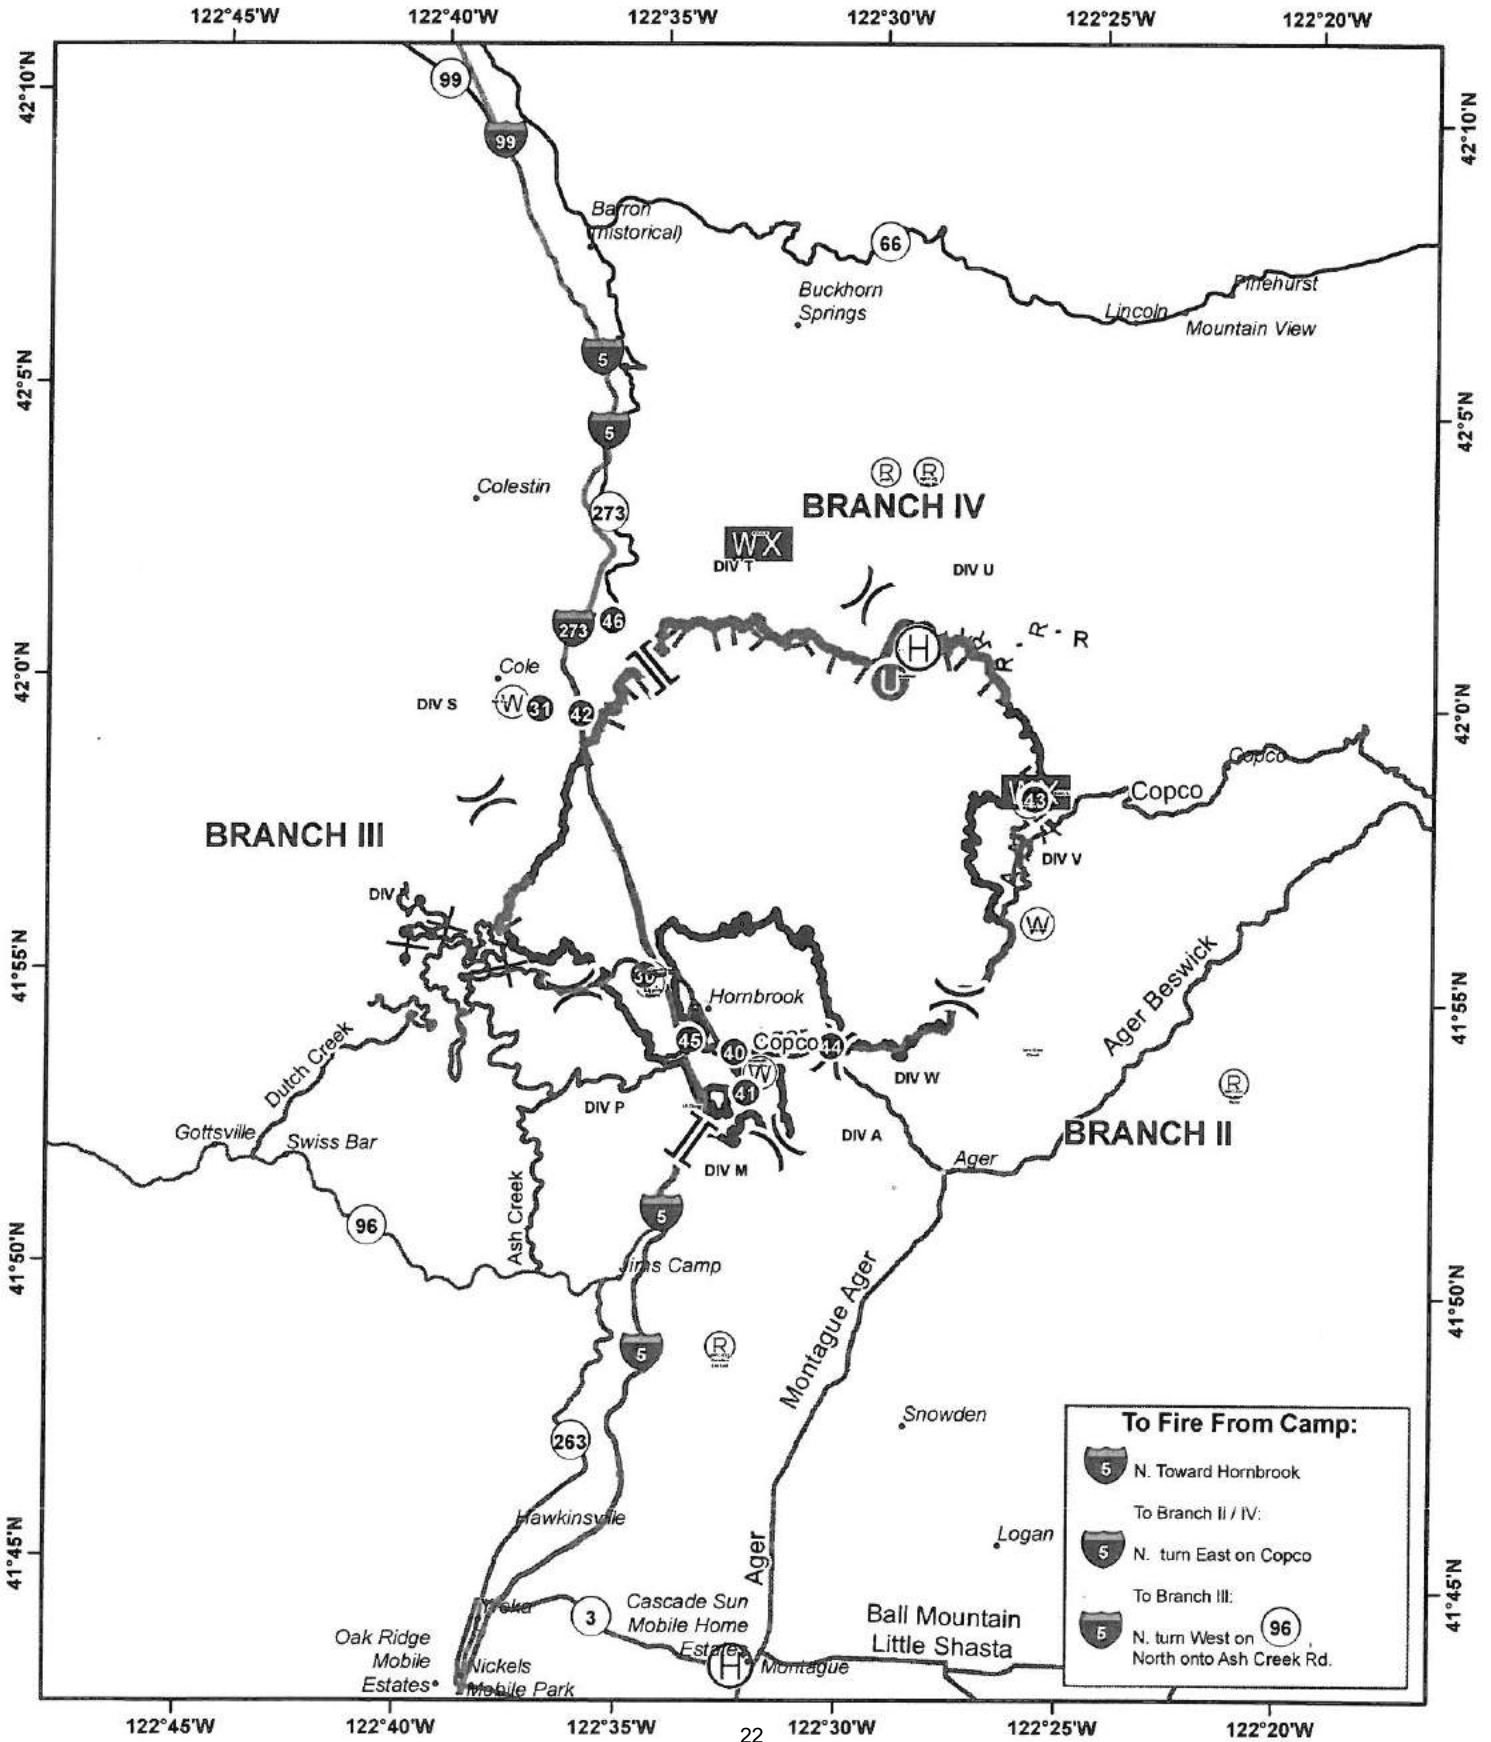 122°45'W
122°40'W
122°35'W
122°30'W
122°25'W
122°20'W
42°10'N
99
99
42°10'N
Barron
(historical)
66
Buckhorn
Springs
Pinehurst
Lincoln
Mountain View
5
42°5'N
5
42°5'N
Colestin
R
R
273
BRANCH IV
WX
DIV T
DIV U
273
46
H
R
R
R
R
42°0'N
Cole
U
DIV S
W
31
42
42°0'N
Copco
WX
43
Copco
BRANCH III
DIV V
DIV
W
41°55'N
Hornbrook
Ager Beswick
41°55'N
45
40
Copco
44
Dutch Creek
W
41
DIV W
R
DIV P
Gottsville
Swiss Bar
DIV A
BRANCH II
DIV M
Ager
Ash Creek
5
96
41°50'N
Jims Camp
Montague Ager
41°50'N
5
R
Snowden
263
To Fire From Camp:
5 N. Toward Hornbrook
To Branch II / IV:
5 N. turn East on Copco
To Branch III:
5 N. turn West on 96,
North onto Ash Creek Rd.
Hawkinsville
Logan
41°45'N
Ager
41°45'N
Yreka
3
Cascade Sun
Mobile Home
Estates
Ball Mountain
Little Shasta
Oak Ridge
Mobile
Estates
Nickels
Mobile Park
H
Montague
122°45'W
122°40'W
122°35'W
122°30'W
122°25'W
122°20'W
22